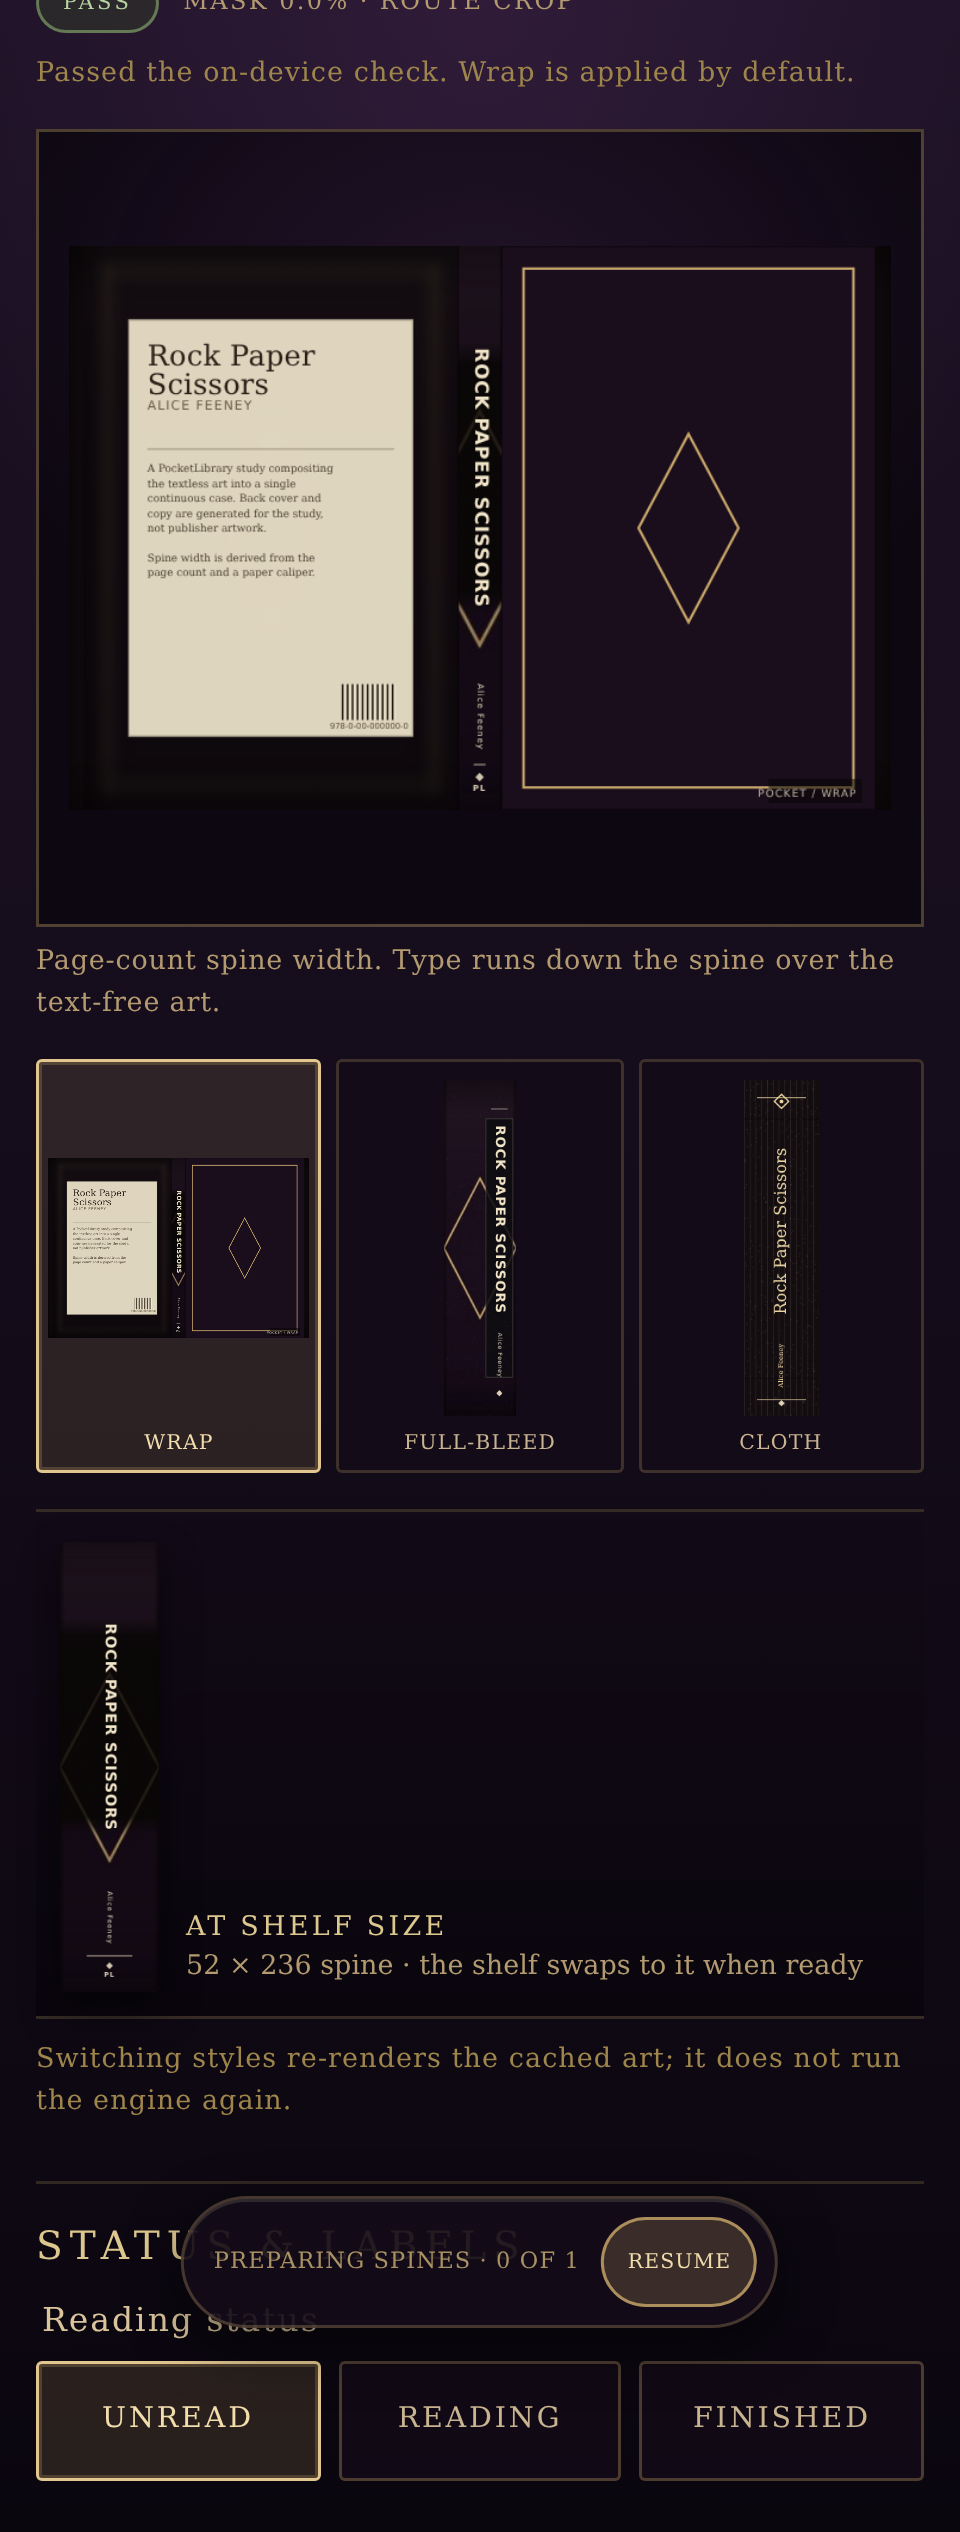 PASS MASK 0.0% · ROUTE CROP
Passed the on-device check. Wrap is applied by default.
Rock Paper
Scissors
ALICE FEENEY
A PocketLibrary study compositing
the textless art into a single
continuous case. Back cover and
copy are generated for the study,
not publisher artwork.
Spine width is derived from the
page count and a paper caliper.
978-0-00-000000-0
ROCK PAPER SCISSORS
Alice Feeney
PL
POCKET / WRAP
Page-count spine width. Type runs down the spine over the
text-free art.
Rock Paper
Scissors
ROCK PAPER SCISSORS
WRAP
ROCK PAPER SCISSORS
Alice Feeney
FULL-BLEED
Rock Paper Scissors
Alice Feeney
CLOTH
ROCK PAPER SCISSORS
Alice Feeney
PL
AT SHELF SIZE
52 × 236 spine · the shelf swaps to it when ready
Switching styles re-renders the cached art; it does not run
the engine again.
STATUS & LABELS
PREPARING SPINES · 0 OF 1 RESUME
Reading status
UNREAD READING FINISHED